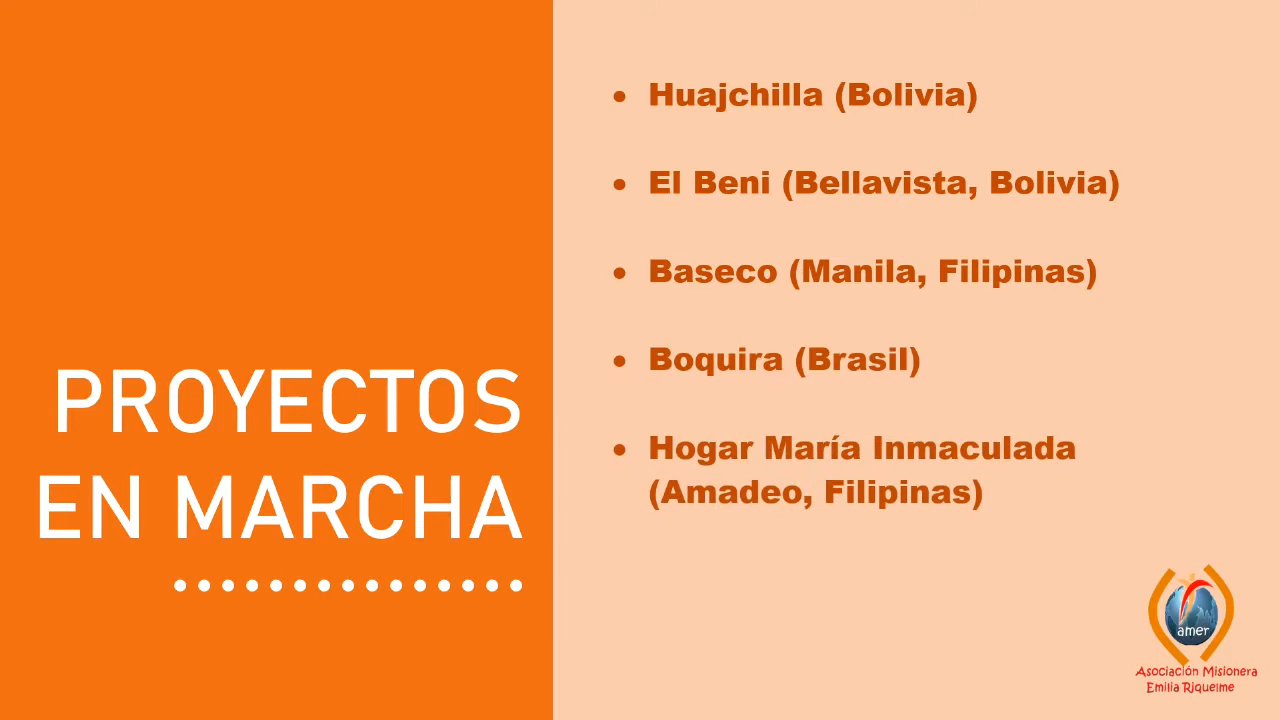 PROYECTOS
EN MARCHA
• Huajchilla (Bolivia)
• El Beni (Bellavista, Bolivia)
• Baseco (Manila, Filipinas)
• Boquira (Brasil)
• Hogar María Inmaculada
(Amadeo, Filipinas)
amer
Asociación Misionera
Emilia Riquelme